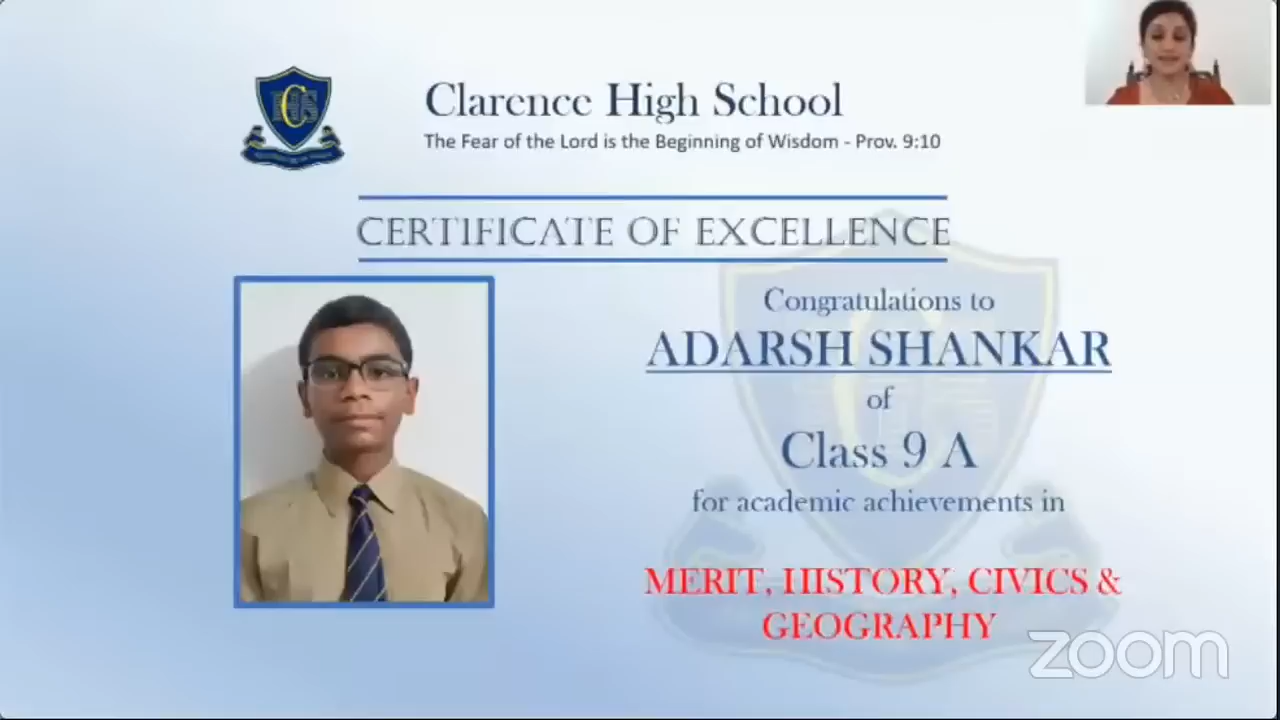 Clarence High School
The Fear of the Lord is the Beginning of Wisdom - Prov. 9:10
CERTIFICATE OF EXCELLENCE
Congratulations to
ADARSH SHANKAR
of
Class 9 A
for academic achievements in
MERIT, HISTORY, CIVICS &
GEOGRAPHY
zoom